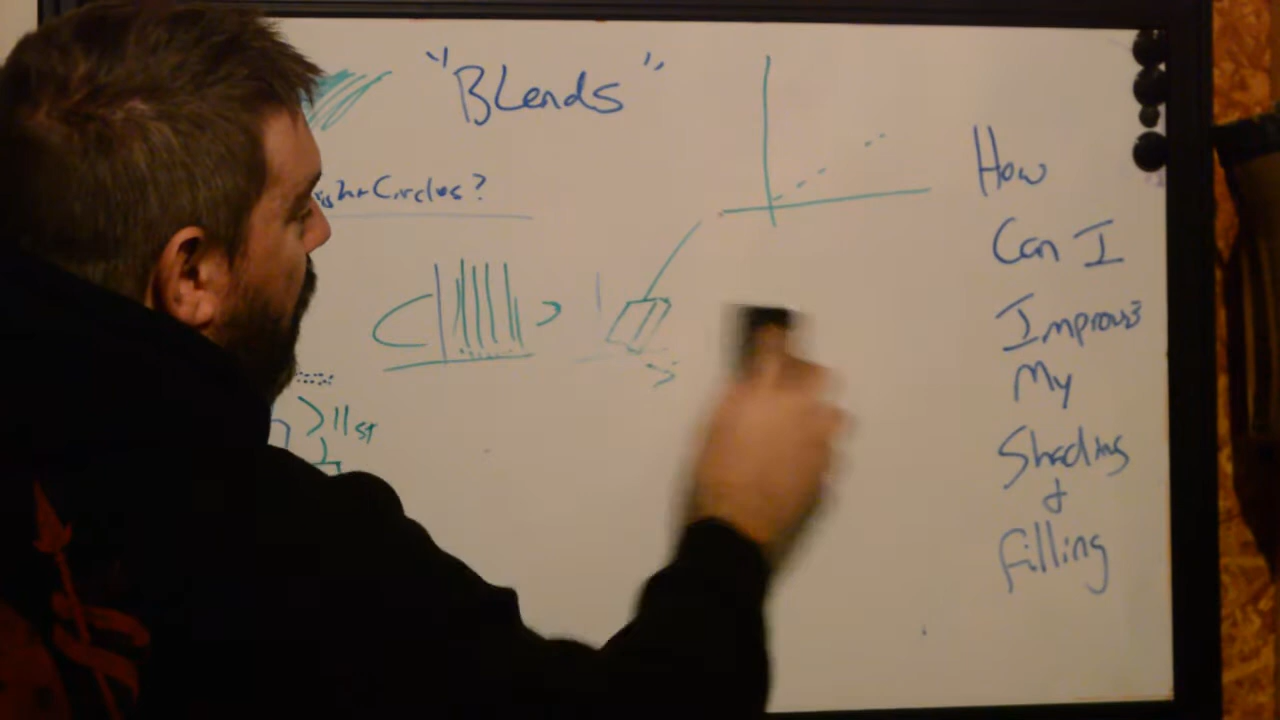 "BLends"
Circles?
How
Can I
Improve
My
Shading
&
Filling